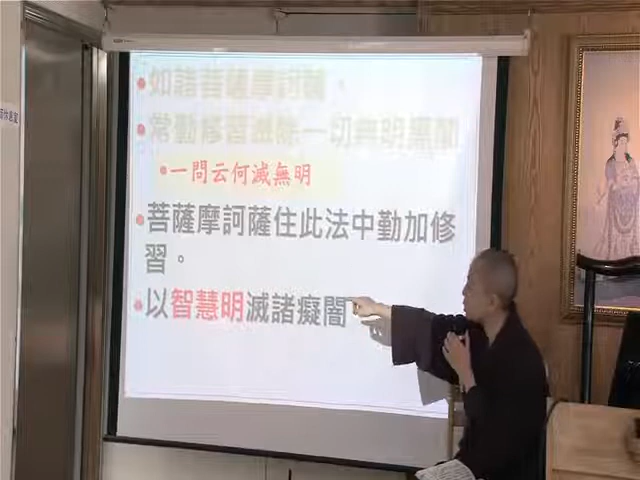 如諸菩薩摩訶薩，
常勤修習滅除一切無明黑闇
一問云何滅無明
菩薩摩訶薩住此法中勤加修
習。
以智慧明滅諸癡闇